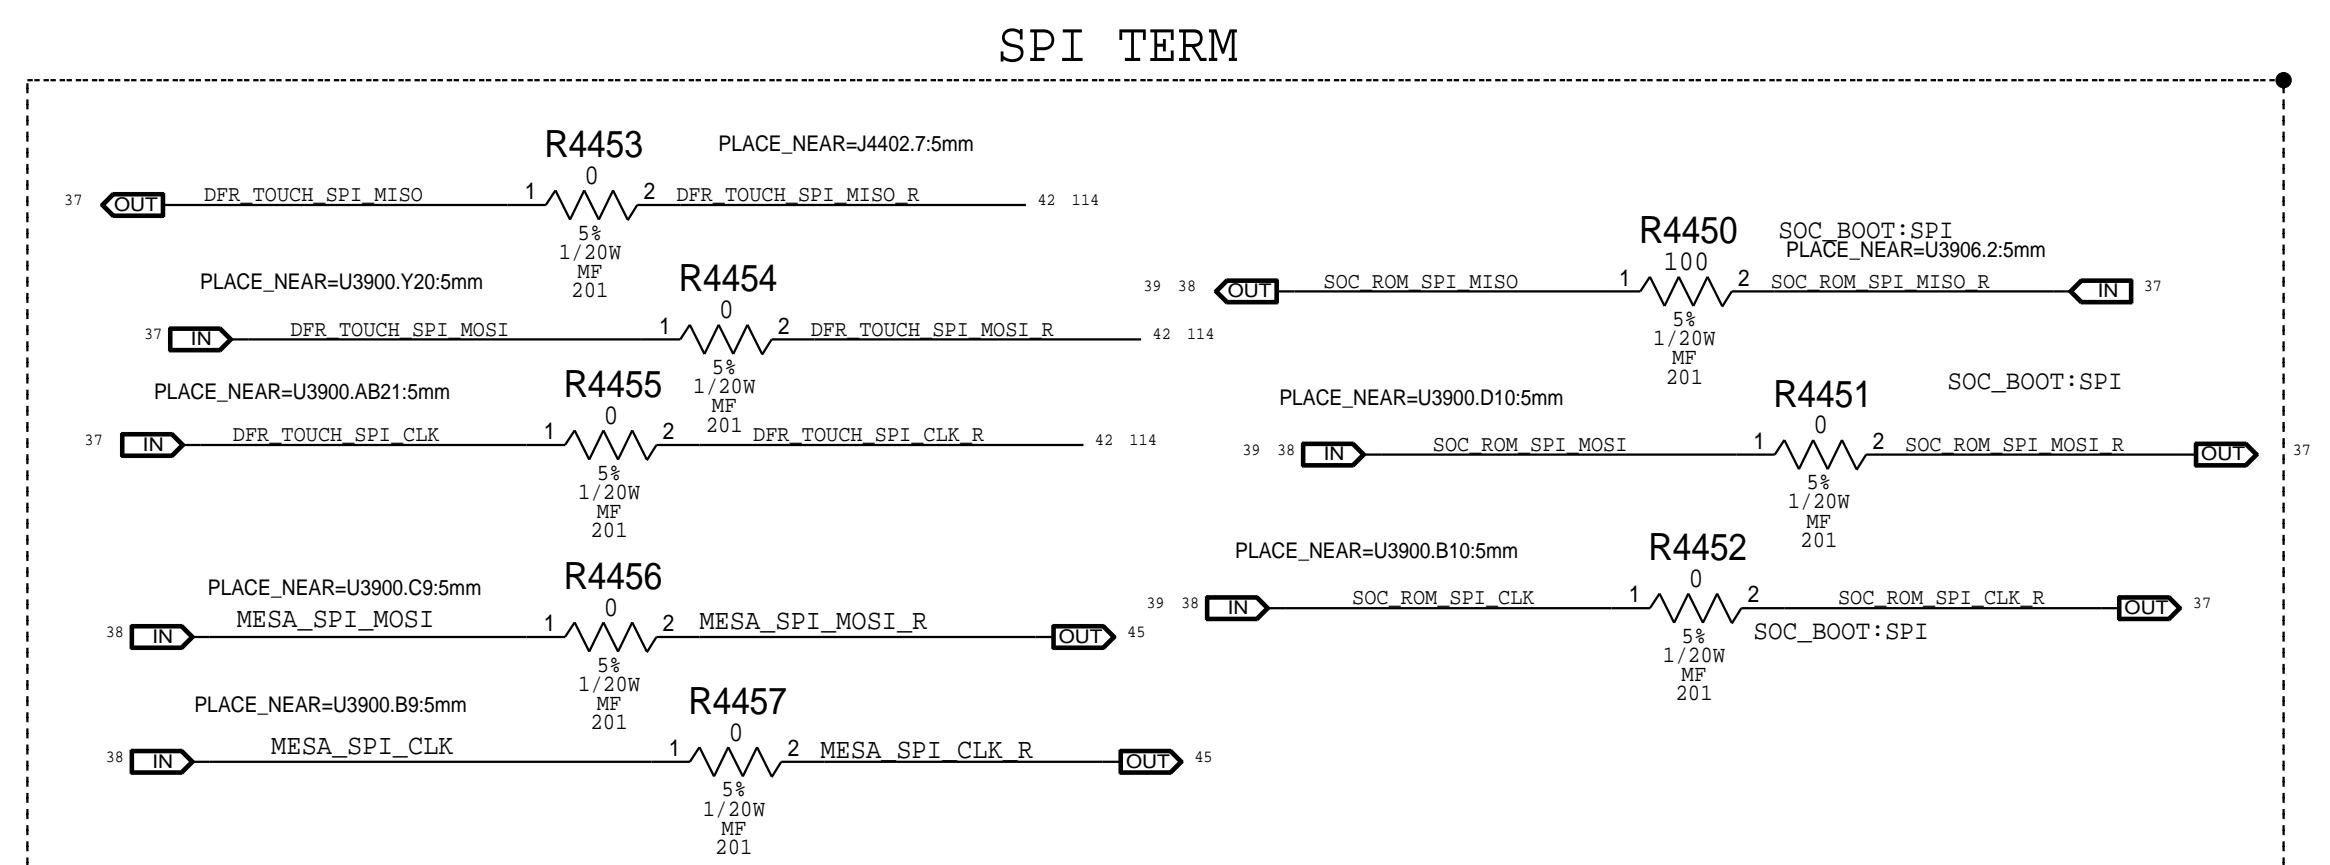 SPI TERM
R4453
PLACE_NEAR=J4402.7:5mm
0
37 OUT DFR_TOUCH_SPI_MISO 1 2 DFR_TOUCH_SPI_MISO_R 42 114
5%
1/20W
MF
201
PLACE_NEAR=U3900.Y20:5mm
R4454
0
37 IN DFR_TOUCH_SPI_MOSI 1 2 DFR_TOUCH_SPI_MOSI_R 42 114
5%
1/20W
MF
201
PLACE_NEAR=U3900.AB21:5mm
R4455
0
37 IN DFR_TOUCH_SPI_CLK 1 2 DFR_TOUCH_SPI_CLK_R 42 114
5%
1/20W
MF
201
PLACE_NEAR=U3900.C9:5mm
R4456
0
38 IN MESA_SPI_MOSI 1 2 MESA_SPI_MOSI_R OUT 45
5%
1/20W
MF
201
PLACE_NEAR=U3900.B9:5mm
R4457
0
38 IN MESA_SPI_CLK 1 2 MESA_SPI_CLK_R OUT 45
5%
1/20W
MF
201
R4450
SOC_BOOT:SPI
PLACE_NEAR=U3906.2:5mm
100
39 38 OUT SOC_ROM_SPI_MISO 1 2 SOC_ROM_SPI_MISO_R IN 37
5%
1/20W
MF
201
SOC_BOOT:SPI
PLACE_NEAR=U3900.D10:5mm
R4451
0
39 38 IN SOC_ROM_SPI_MOSI 1 2 SOC_ROM_SPI_MOSI_R OUT 37
5%
1/20W
MF
201
PLACE_NEAR=U3900.B10:5mm
R4452
0
39 38 IN SOC_ROM_SPI_CLK 1 2 SOC_ROM_SPI_CLK_R OUT 37
SOC_BOOT:SPI
5%
1/20W
MF
201